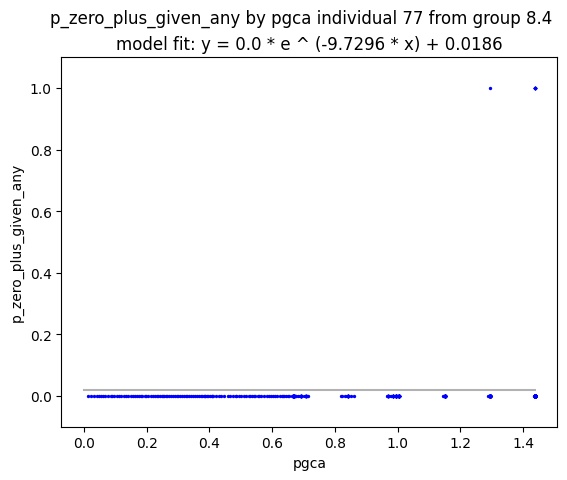 p_zero_plus_given_any by pgca individual 77 from group 8.4
model fit: y = 0.0 * e ^ (-9.7296 * x) + 0.0186
1.0
0.8
0.6
0.4
0.2
0.0
p_zero_plus_given_any
0.0 0.2 0.4 0.6 0.8 1.0 1.2 1.4
pgca